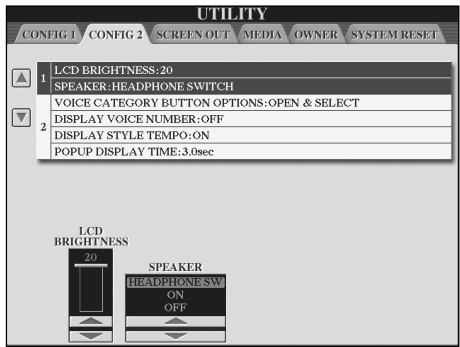 UTILITY
CONFIG 1 CONFIG 2 SCREEN OUT MEDIA OWNER SYSTEM RESET
1
LCD BRIGHTNESS:20
SPEAKER:HEADPHONE SWITCH
2
VOICE CATEGORY BUTTON OPTIONS:OPEN & SELECT
DISPLAY VOICE NUMBER:OFF
DISPLAY STYLE TEMPO:ON
POPUP DISPLAY TIME:3.0sec
LCD
BRIGHTNESS
20
SPEAKER
HEADPHONE SW
ON
OFF